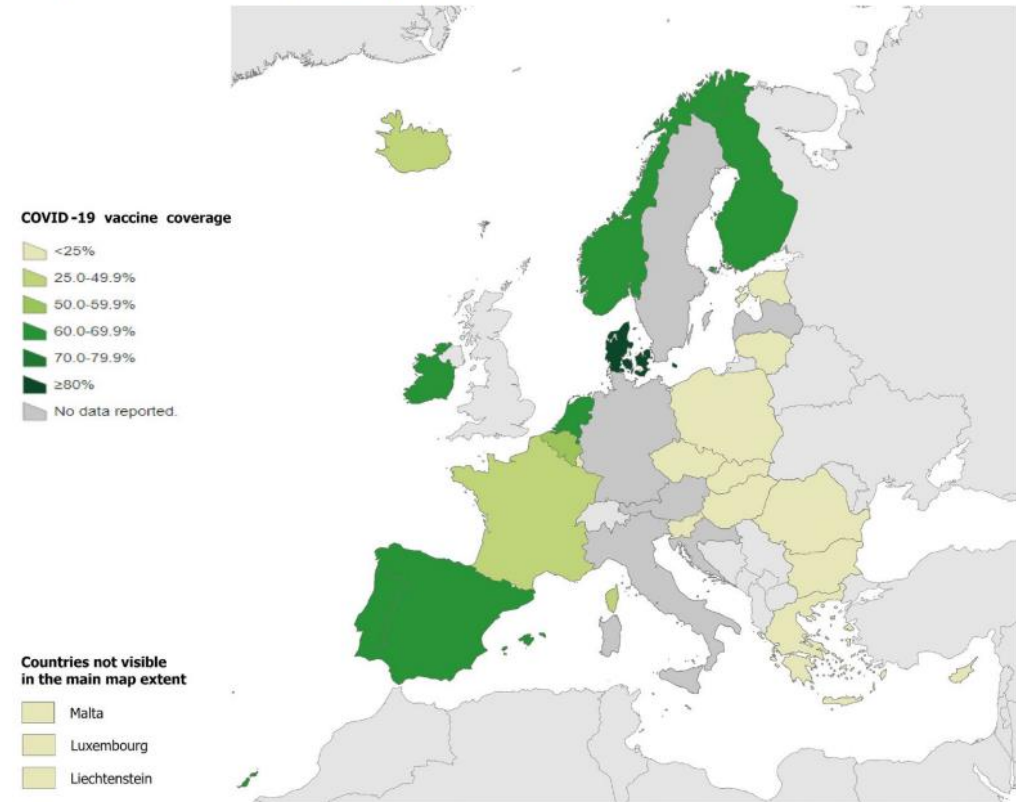 COVID-19 vaccine coverage
<25%
25.0-49.9%
50.0-59.9%
60.0-69.9%
70.0-79.9%
≥80%
No data reported.
Countries not visible
in the main map extent
Malta
Luxembourg
Liechtenstein